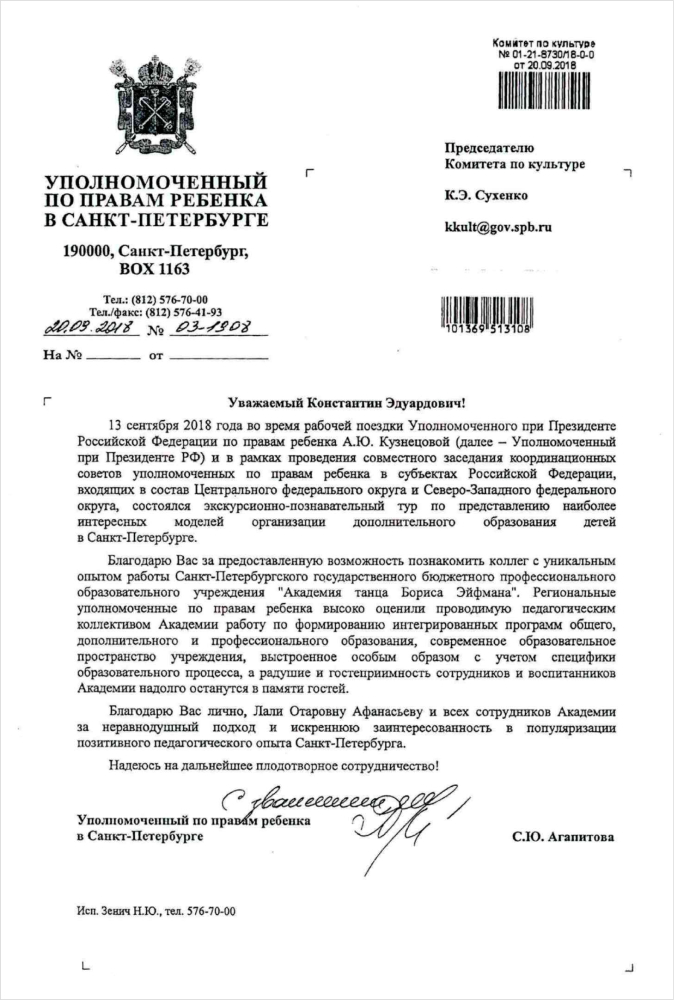 Комитет по культуре
№ 01-21-8730/18-0-0
от 20.09.2018
Председателю
Комитета по культуре
К.Э. Сухенко
kkult@gov.spb.ru
УПОЛНОМОЧЕННЫЙ
ПО ПРАВАМ РЕБЕНКА
В САНКТ-ПЕТЕРБУРГЕ
190000, Санкт-Петербург,
BOX 1163
Тел.: (812) 576-70-00
Тел./факс: (812) 576-41-93
20.09.2018 № 03-1908
На № от
101369 513108
Уважаемый Константин Эдуардович!
13 сентября 2018 года во время рабочей поездки Уполномоченного при Президенте
Российской Федерации по правам ребенка А.Ю. Кузнецовой (далее – Уполномоченный
при Президенте РФ) и в рамках проведения совместного заседания координационных
советов уполномоченных по правам ребенка в субъектах Российской Федерации,
входящих в состав Центрального федерального округа и Северо-Западного федерального
округа, состоялся экскурсионно-познавательный тур по представлению наиболее
интересных моделей организации дополнительного образования детей
в Санкт-Петербурге.
Благодарю Вас за предоставленную возможность познакомить коллег с уникальным
опытом работы Санкт-Петербургского государственного бюджетного профессионального
образовательного учреждения "Академия танца Бориса Эйфмана". Региональные
уполномоченные по правам ребенка высоко оценили проводимую педагогическим
коллективом Академии работу по формированию интегрированных программ общего,
дополнительного и профессионального образования, современное образовательное
пространство учреждения, выстроенное особым образом с учетом специфики
образовательного процесса, а радушие и гостеприимность сотрудников и воспитанников
Академии надолго останутся в памяти гостей.
Благодарю Вас лично, Лали Отаровну Афанасьеву и всех сотрудников Академии
за неравнодушный подход и искреннюю заинтересованность в популяризации
позитивного педагогического опыта Санкт-Петербурга.
Надеюсь на дальнейшее плодотворное сотрудничество!
Уполномоченный по правам ребенка
в Санкт-Петербурге
С.Ю. Агапитова
Исп. Зенич Н.Ю., тел. 576-70-00